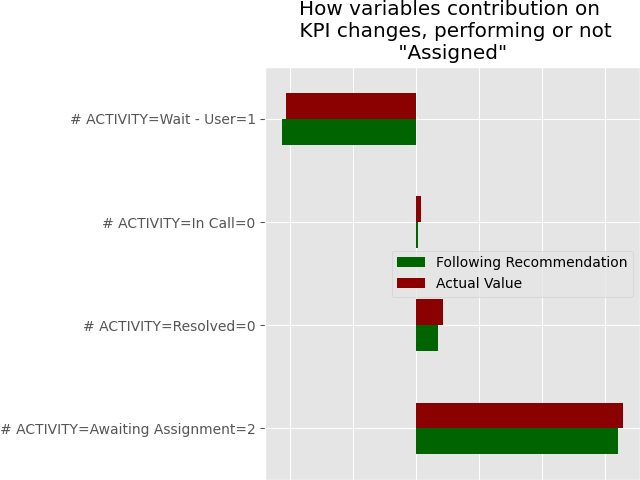 How variables contribution on
KPI changes, performing or not
"Assigned"
# ACTIVITY=Wait - User=1
# ACTIVITY=In Call=0
Following Recommendation
Actual Value
# ACTIVITY=Resolved=0
# ACTIVITY=Awaiting Assignment=2